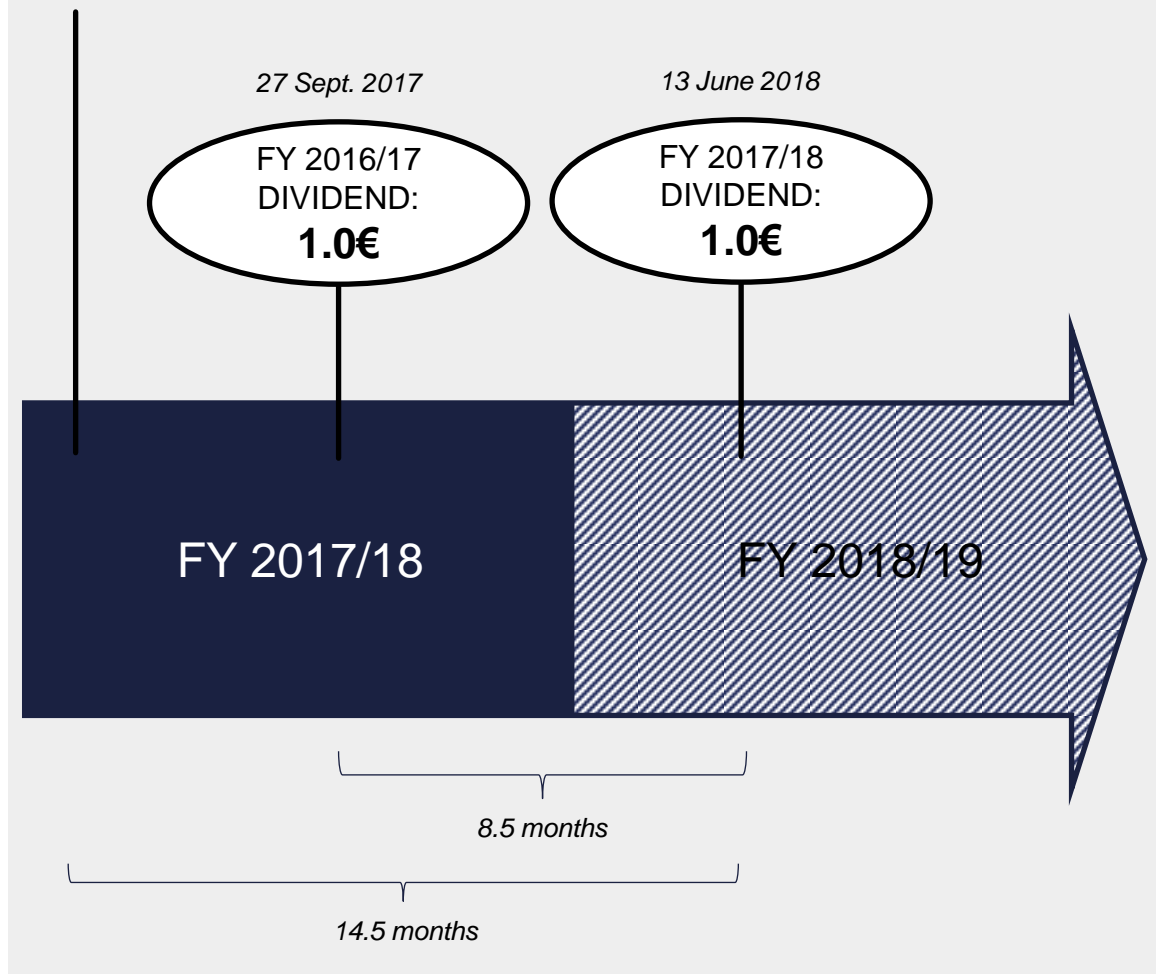 27 Sept. 2017
13 June 2018
FY 2016/17
DIVIDEND:
1.0€
FY 2017/18
DIVIDEND:
1.0€
FY 2017/18
FY 2018/19
8.5 months
14.5 months